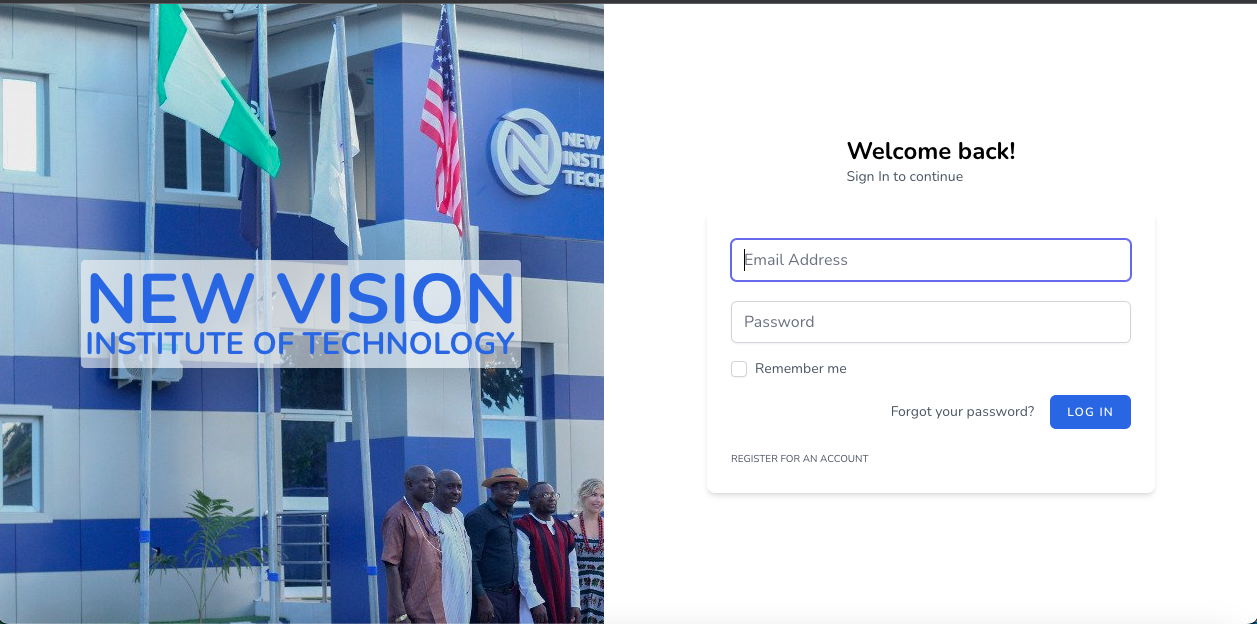 NEW
INST
TECH
NEW VISION
INSTITUTE OF TECHNOLOGY
Welcome back!
Sign In to continue
Email Address
Password
Remember me
Forgot your password?
LOG IN
REGISTER FOR AN ACCOUNT